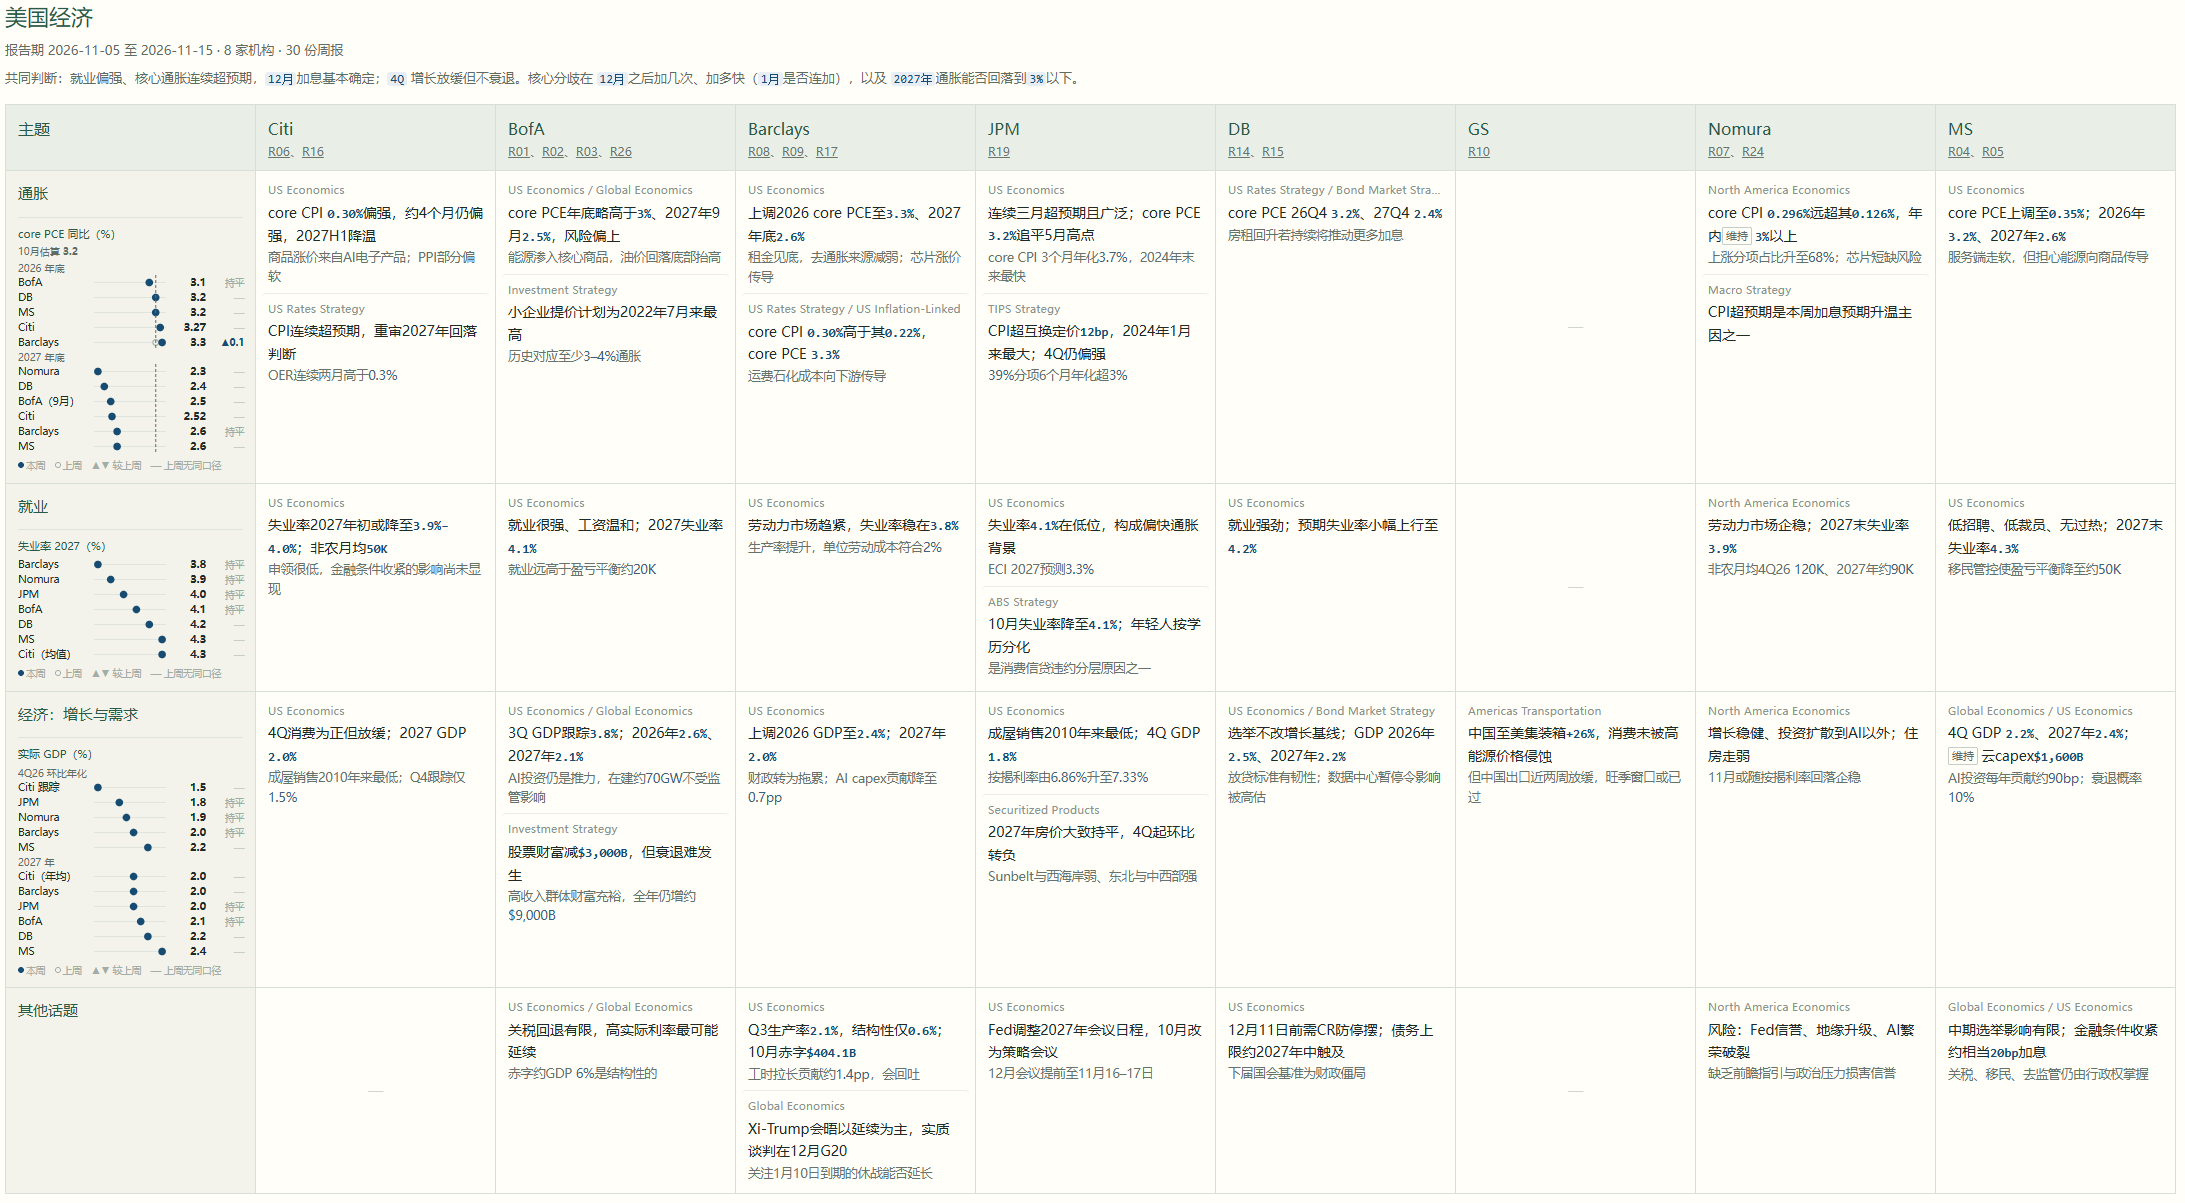 美国经济
报告期 2026-11-05 至 2026-11-15 · 8 家机构 · 30 份周报
共同判断：就业偏强、核心通胀连续超预期，12月加息基本确定；4Q 增长放缓但不衰退。核心分歧在 12月之后加几次、加多快（1月是否连加），以及 2027年通胀能否回落到3%以下。
主题
Citi
R06、R16
BofA
R01、R02、R03、R26
Barclays
R08、R09、R17
JPM
R19
DB
R14、R15
GS
R10
Nomura
R07、R24
MS
R04、R05
通胀
core PCE 同比（%）
10月估算 3.2
2026 年底
BofA 3.1 持平
DB 3.2 —
MS 3.2 —
Citi 3.27 —
Barclays 3.3 ▲0.1
2027 年底
Nomura 2.3 —
DB 2.4 —
BofA（9月） 2.5 —
Citi 2.52 —
Barclays 2.6 持平
MS 2.6 —
●本周 ○上周 ▲▼ 较上周 — 上周无同口径
US Economics
core CPI 0.30%偏强，约4个月仍偏
强，2027H1降温
商品涨价来自AI电子产品；PPI部分偏
软
US Rates Strategy
CPI连续超预期，重审2027年回落
判断
OER连续两月高于0.3%
US Economics / Global Economics
core PCE年底略高于3%、2027年9
月2.5%，风险偏上
能源渗入核心商品，油价回落底部抬高
Investment Strategy
小企业提价计划为2022年7月来最
高
历史对应至少3–4%通胀
US Economics
上调2026 core PCE至3.3%、2027
年底2.6%
租金见底，去通胀来源减弱；芯片涨价
传导
US Rates Strategy / US Inflation-Linked
core CPI 0.30%高于其0.22%，
core PCE 3.3%
运费石化成本向下游传导
US Economics
连续三月超预期且广泛；core PCE
3.2%追平5月高点
core CPI 3个月年化3.7%，2024年末
来最快
TIPS Strategy
CPI超互换定价12bp，2024年1月
来最大；4Q仍偏强
39%分项6个月年化超3%
US Rates Strategy / Bond Market Stra...
core PCE 26Q4 3.2%、27Q4 2.4%
房租回升若持续将推动更多加息
—
North America Economics
core CPI 0.296%远超其0.126%，年
内维持3%以上
上涨分项占比升至68%；芯片短缺风险
Macro Strategy
CPI超预期是本周加息预期升温主
因之一
US Economics
core PCE上调至0.35%；2026年
3.2%、2027年2.6%
服务端走软，但担心能源向商品传导
就业
失业率 2027（%）
Barclays 3.8 持平
Nomura 3.9 持平
JPM 4.0 持平
BofA 4.1 持平
DB 4.2 —
MS 4.3 —
Citi（均值） 4.3 —
●本周 ○上周 ▲▼ 较上周 — 上周无同口径
US Economics
失业率2027年初或降至3.9%–
4.0%；非农月均50K
申领很低，金融条件收紧的影响尚未显
现
US Economics
就业很强、工资温和；2027失业率
4.1%
就业远高于盈亏平衡约20K
US Economics
劳动力市场趋紧，失业率稳在3.8%
生产率提升，单位劳动成本符合2%
US Economics
失业率4.1%在低位，构成偏快通胀
背景
ECI 2027预测3.3%
ABS Strategy
10月失业率降至4.1%；年轻人按学
历分化
是消费信贷违约分层原因之一
US Economics
就业强劲；预期失业率小幅上行至
4.2%
—
North America Economics
劳动力市场企稳；2027末失业率
3.9%
非农月均4Q26 120K、2027年约90K
US Economics
低招聘、低裁员、无过热；2027末
失业率4.3%
移民管控使盈亏平衡降至约50K
经济：增长与需求
实际 GDP（%）
4Q26 环比年化
Citi 跟踪 1.5 —
JPM 1.8 持平
Nomura 1.9 持平
Barclays 2.0 持平
MS 2.2 —
2027 年
Citi（年均） 2.0 —
Barclays 2.0 —
JPM 2.0 持平
BofA 2.1 持平
DB 2.2 —
MS 2.4 —
●本周 ○上周 ▲▼ 较上周 — 上周无同口径
US Economics
4Q消费为正但放缓；2027 GDP
2.0%
成屋销售2010年来最低；Q4跟踪仅
1.5%
US Economics / Global Economics
3Q GDP跟踪3.8%；2026年2.6%、
2027年2.1%
AI投资仍是推力，在建约70GW不受监
管影响
Investment Strategy
股票财富减$3,000B，但衰退难发
生
高收入群体财富充裕，全年仍增约
$9,000B
US Economics
上调2026 GDP至2.4%；2027年
2.0%
财政转为拖累；AI capex贡献降至
0.7pp
US Economics
成屋销售2010年来最低；4Q GDP
1.8%
按揭利率由6.86%升至7.33%
Securitized Products
2027年房价大致持平，4Q起环比
转负
Sunbelt与西海岸弱、东北与中西部强
US Economics / Bond Market Strategy
选举不改增长基线；GDP 2026年
2.5%、2027年2.2%
放贷标准有韧性；数据中心暂停令影响
被高估
Americas Transportation
中国至美集装箱+26%，消费未被高
能源价格侵蚀
但中国出口近两周放缓，旺季窗口或已
过
North America Economics
增长稳健、投资扩散到AI以外；住
房走弱
11月或随按揭利率回落企稳
Global Economics / US Economics
4Q GDP 2.2%、2027年2.4%；
维持 云capex$1,600B
AI投资每年贡献约90bp；衰退概率
10%
其他话题
—
US Economics / Global Economics
关税回退有限，高实际利率最可能
延续
赤字约GDP 6%是结构性的
US Economics
Q3生产率2.1%，结构性仅0.6%；
10月赤字$404.1B
工时拉长贡献约1.4pp，会回吐
Global Economics
Xi-Trump会晤以延续为主，实质
谈判在12月G20
关注1月10日到期的休战能否延长
US Economics
Fed调整2027年会议日程，10月改
为策略会议
12月会议提前至11月16–17日
US Economics
12月11日前需CR防停摆；债务上
限约2027年中触及
下届国会基准为财政僵局
—
North America Economics
风险：Fed信誉、地缘升级、AI繁
荣破裂
缺乏前瞻指引与政治压力损害信誉
Global Economics / US Economics
中期选举影响有限；金融条件收紧
约相当20bp加息
关税、移民、去监管仍由行政权掌握